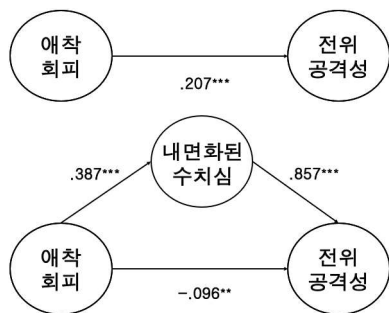 애착
회피
전위
공격성
.207***
내면화된
수치심
.387***
.857***
애착
회피
전위
공격성
-.096**